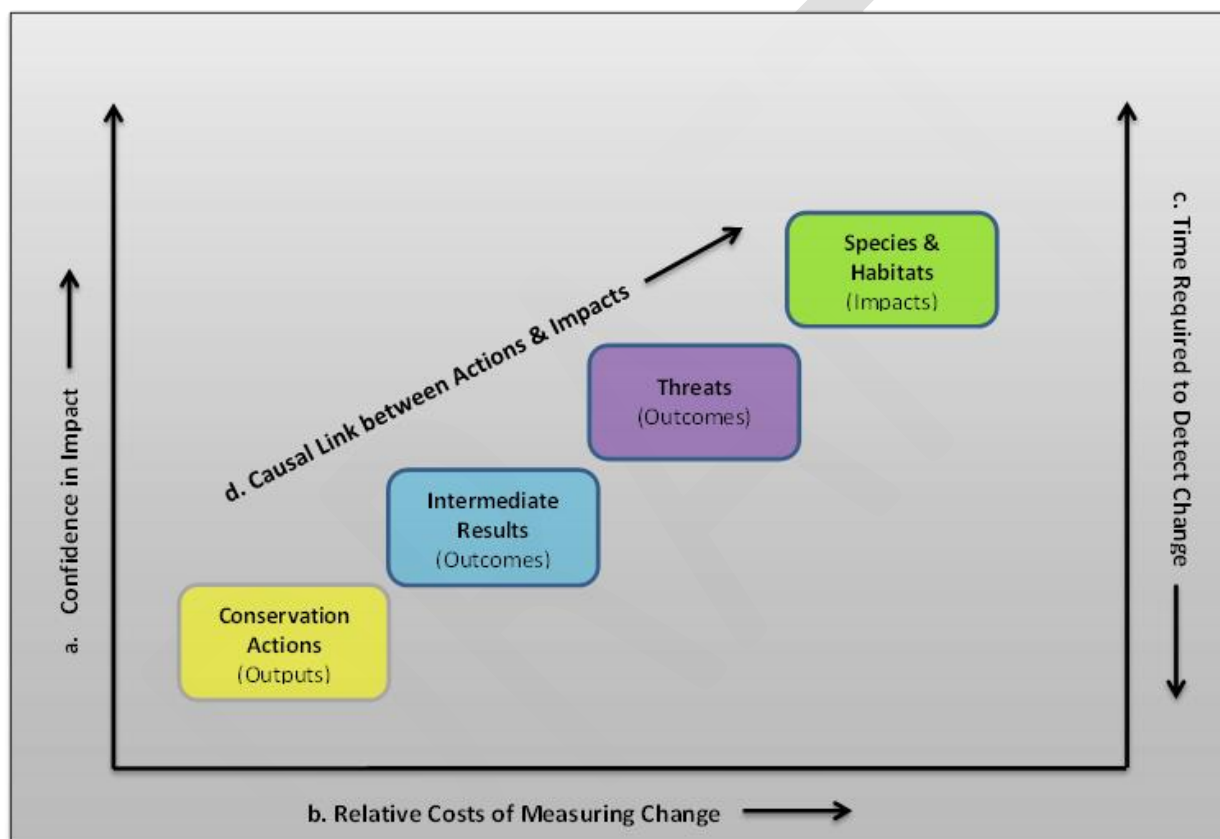 a. Confidence in Impact
c. Time Required to Detect Change
d. Causal Link between Actions & Impacts
Species &
Habitats
(Impacts)
Threats
(Outcomes)
Intermediate
Results
(Outcomes)
Conservation
Actions
(Outputs)
b. Relative Costs of Measuring Change